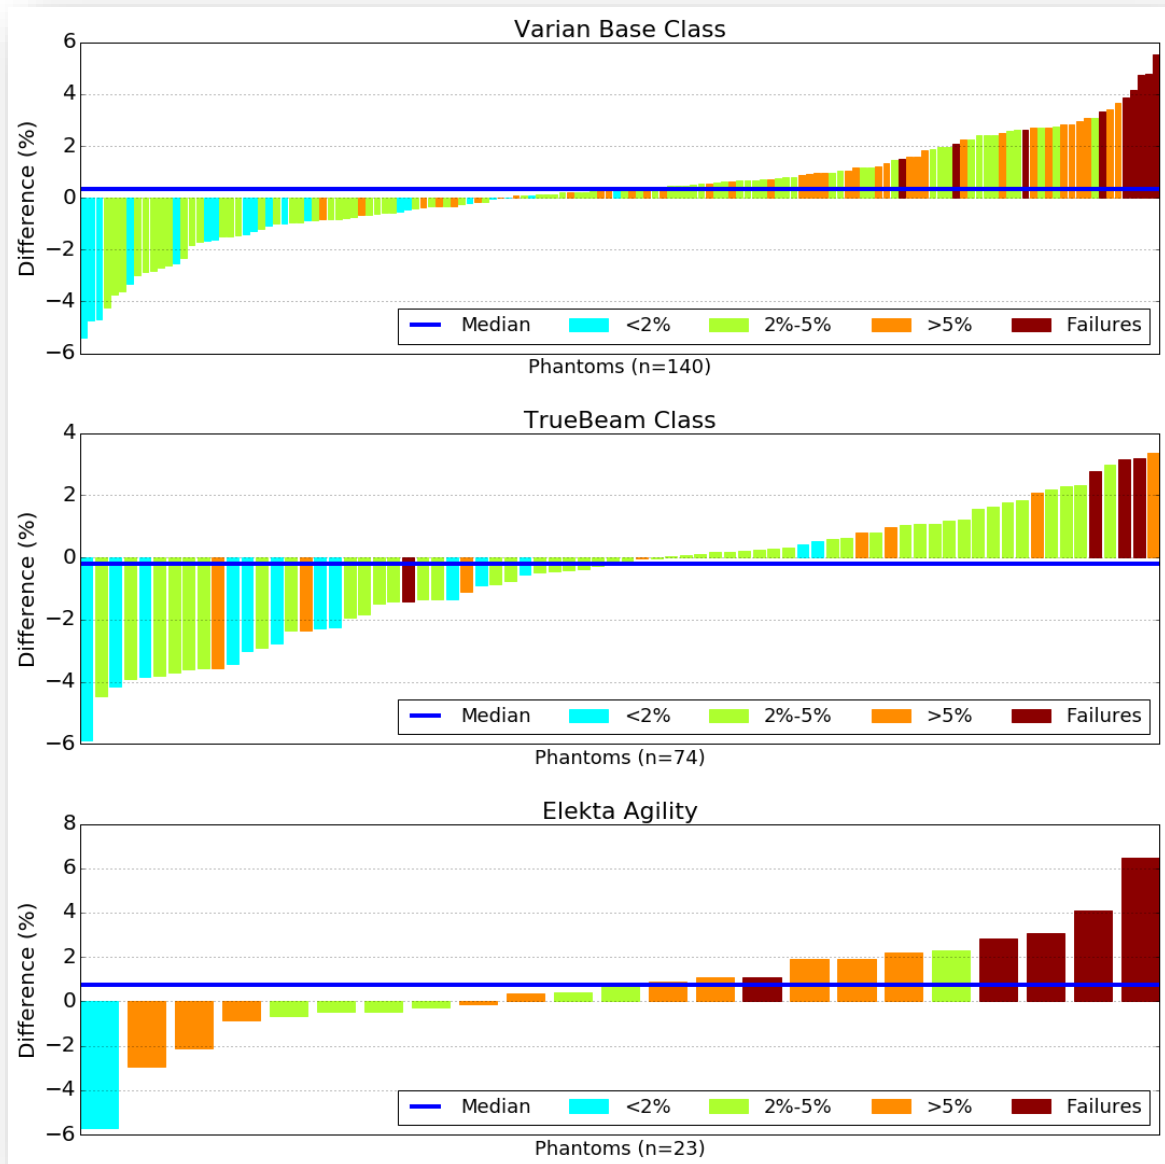 Varian Base Class
6
4
2
0
−2
−4
−6
Difference (%)
Median <2% 2%-5% >5% Failures
Phantoms (n=140)
TrueBeam Class
4
2
0
−2
−4
−6
Difference (%)
Median <2% 2%-5% >5% Failures
Phantoms (n=74)
Elekta Agility
8
6
4
2
0
−2
−4
−6
Difference (%)
Median <2% 2%-5% >5% Failures
Phantoms (n=23)